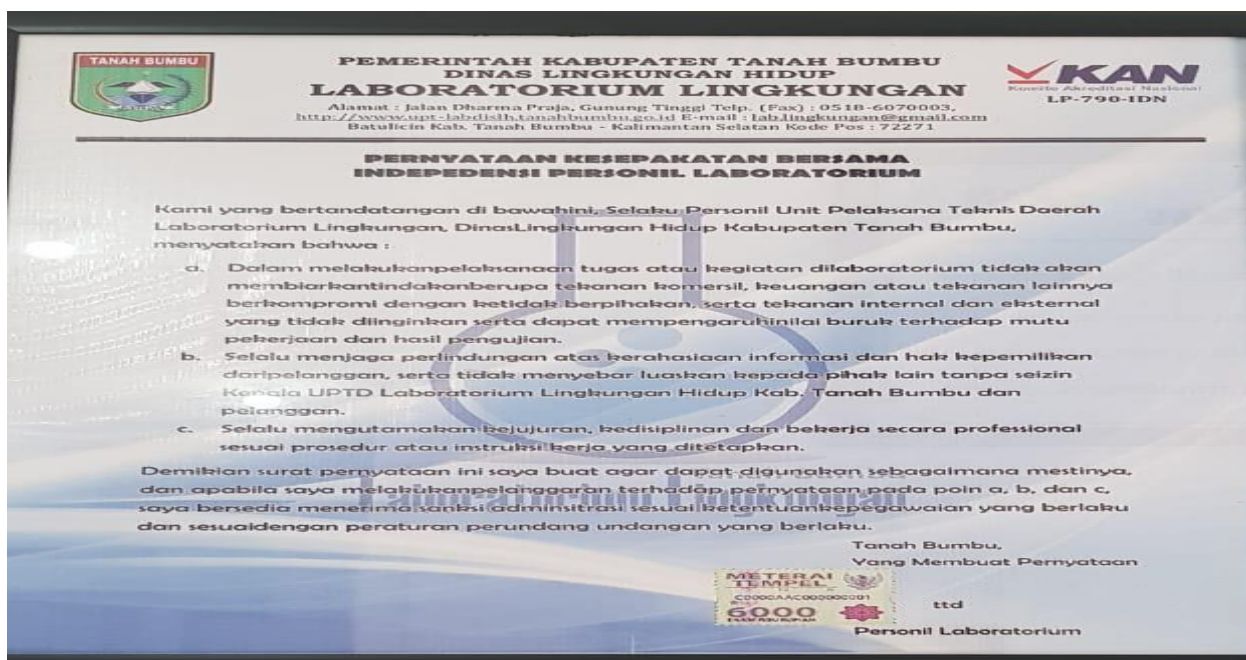 TANAH BUMBU
PEMERINTAH KABUPATEN TANAH BUMBU
DINAS LINGKUNGAN HIDUP
LABORATORIUM LINGKUNGAN
Alamat : Jalan Dharma Praja, Gunung Tinggi Telp. (Fax) : 0518-6070003,
http://www.upt-labdislh.tanahbumbu.go.id E-mail : lab.lingkungan@gmail.com
Batulicin Kab. Tanah Bumbu - Kalimantan Selatan Kode Pos : 72271
KAN
Komite Akreditasi Nasional
LP-790-IDN
PERNYATAAN KESEPAKATAN BERSAMA
INDEPEDENSI PERSONIL LABORATORIUM
Kami yang bertandatangan di bawahini, Selaku Personil Unit Pelaksana Teknis Daerah
Laboratorium Lingkungan, DinasLingkungan Hidup Kabupaten Tanah Bumbu,
menyatakan bahwa :
a. Dalam melakukanpelaksanaan tugas atau kegiatan dilaboratorium tidak akan
membiarkantindakanberupa tekanan komersil, keuangan atau tekanan lainnya
berkompromi dengan ketidak berpihakan, serta tekanan internal dan eksternal
yang tidak diinginkan serta dapat mempengaruhinilai buruk terhadap mutu
pekerjaan dan hasil pengujian.
b. Selalu menjaga perlindungan atas kerahasiaan informasi dan hak kepemilikan
daripelanggan, serta tidak menyebar luaskan kepada pihak lain tanpa seizin
Kepala UPTD Laboratorium Lingkungan Hidup Kab. Tanah Bumbu dan
pelanggan.
c. Selalu mengutamakan kejujuran, kedisiplinan dan bekerja secara professional
sesuai prosedur atau instruksi kerja yang ditetapkan.
Demikian surat pernyataan ini saya buat agar dapat digunakan sebagaimana mestinya,
dan apabila saya melakukanpelanggaran terhadap pernyataan pada poin a, b, dan c,
Laboratorium Lingkungan
saya bersedia menerima sanksi adminsitrasi sesuai ketentuankepegawaian yang berlaku
dan sesuaidengan peraturan perundang undangan yang berlaku.
Tanah Bumbu,
Yang Membuat Pernyataan
METERAI
TEMPEL
6000
ENAM RIBU RUPIAH
ttd
Personil Laboratorium